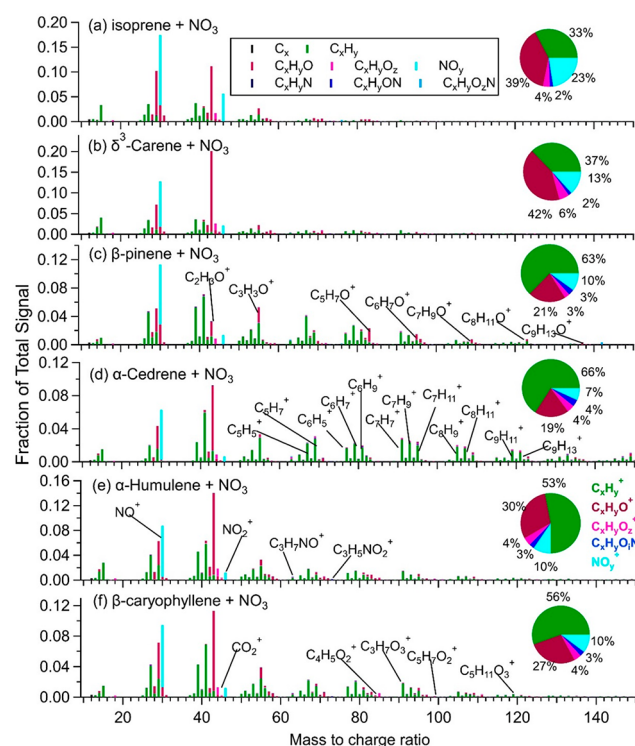 Fraction of Total Signal
(a) isoprene + NO3
0.20
0.15
0.10
0.05
0.00
Cx CxHy
CxHyO CxHyOz NOy
CxHyN CxHyON CxHyOzN
33%
39%
23%
4% 2%
(b) δ3-Carene + NO3
0.20
0.15
0.10
0.05
0.00
37%
13%
2%
42% 6%
(c) β-pinene + NO3
0.12
0.08
0.04
0.00
C2H3O+
C3H3O+
C5H7O+
C6H7O+
C7H9O+
C8H11O+
C9H13O+
63%
10%
3%
21% 3%
(d) α-Cedrene + NO3
0.12
0.08
0.04
0.00
C5H5+
C6H5+
C6H7+
C6H9+
C7H7+
C7H9+
C7H11+
C8H9+
C8H11+
C9H11+
C9H13+
66%
7%
4%
19% 4%
(e) α-Humulene + NO3
0.12
0.08
0.04
0.00
NO+
NO2+
C3H7NO+
C3H5NO2+
53%
30%
4%
3%
10%
CxHy+
CxHyO+
CxHyOz+
CxHyOiN
NOy+
(f) β-caryophyllene + NO3
0.12
0.08
0.04
0.00
CO2+
C4H5O2+
C3H7O3+
C5H7O2+
C5H11O3+
56%
10%
3%
27% 4%
20 40 60 80 100 120 140
Mass to charge ratio